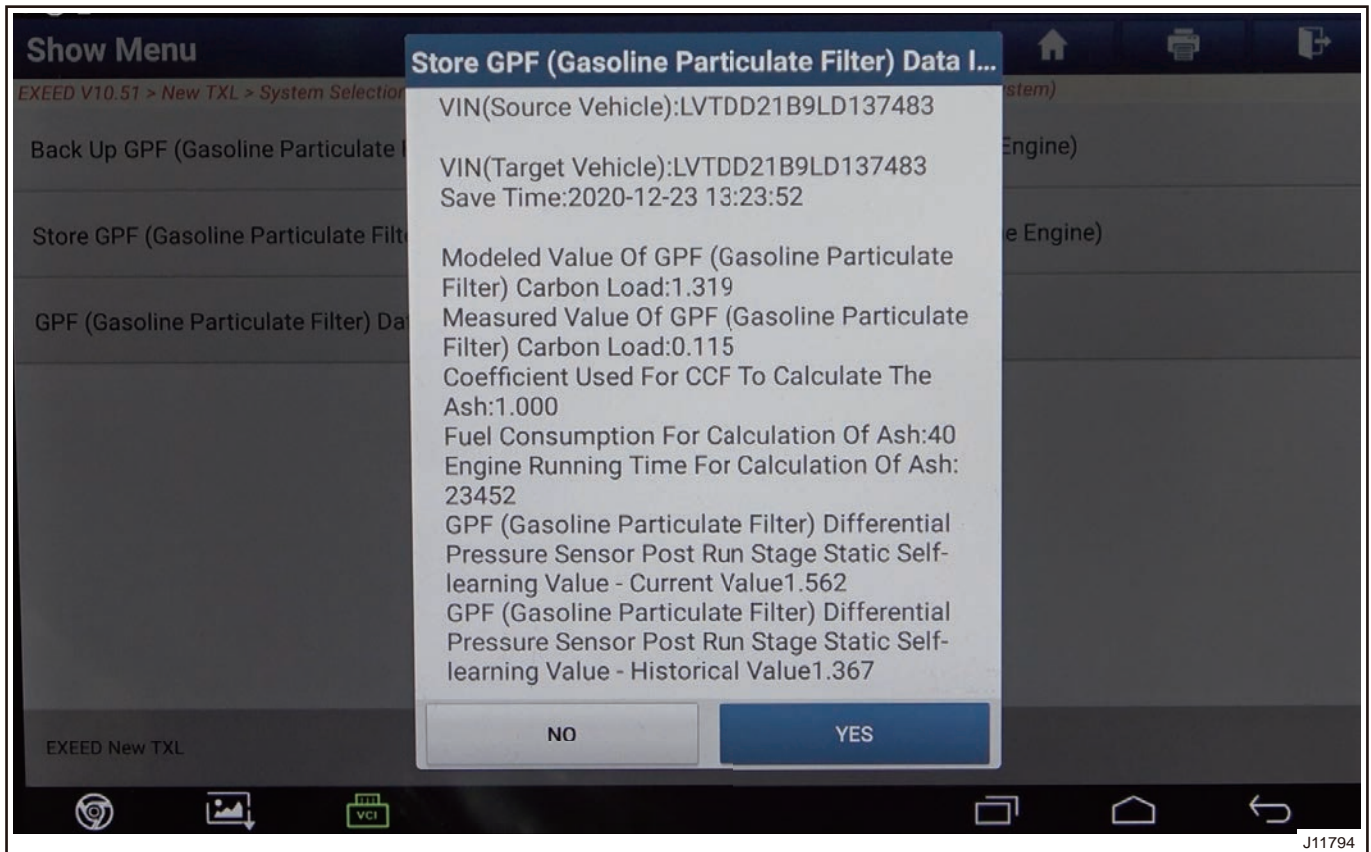 Show Menu
Store GPF (Gasoline Particulate Filter) Data I...
EXEED V10.51 > New TXL > System Selection
stem)
VIN(Source Vehicle):LVTDD21B9LD137483
Back Up GPF (Gasoline Particulate
Engine)
VIN(Target Vehicle):LVTDD21B9LD137483
Save Time:2020-12-23 13:23:52
Store GPF (Gasoline Particulate Filt
e Engine)
Modeled Value Of GPF (Gasoline Particulate
Filter) Carbon Load:1.319
Measured Value Of GPF (Gasoline Particulate
GPF (Gasoline Particulate Filter) Da
Filter) Carbon Load:0.115
Coefficient Used For CCF To Calculate The
Ash:1.000
Fuel Consumption For Calculation Of Ash:40
Engine Running Time For Calculation Of Ash:
23452
GPF (Gasoline Particulate Filter) Differential
Pressure Sensor Post Run Stage Static Self-
learning Value - Current Value1.562
GPF (Gasoline Particulate Filter) Differential
Pressure Sensor Post Run Stage Static Self-
learning Value - Historical Value1.367
NO
YES
EXEED New TXL
VCI
J11794